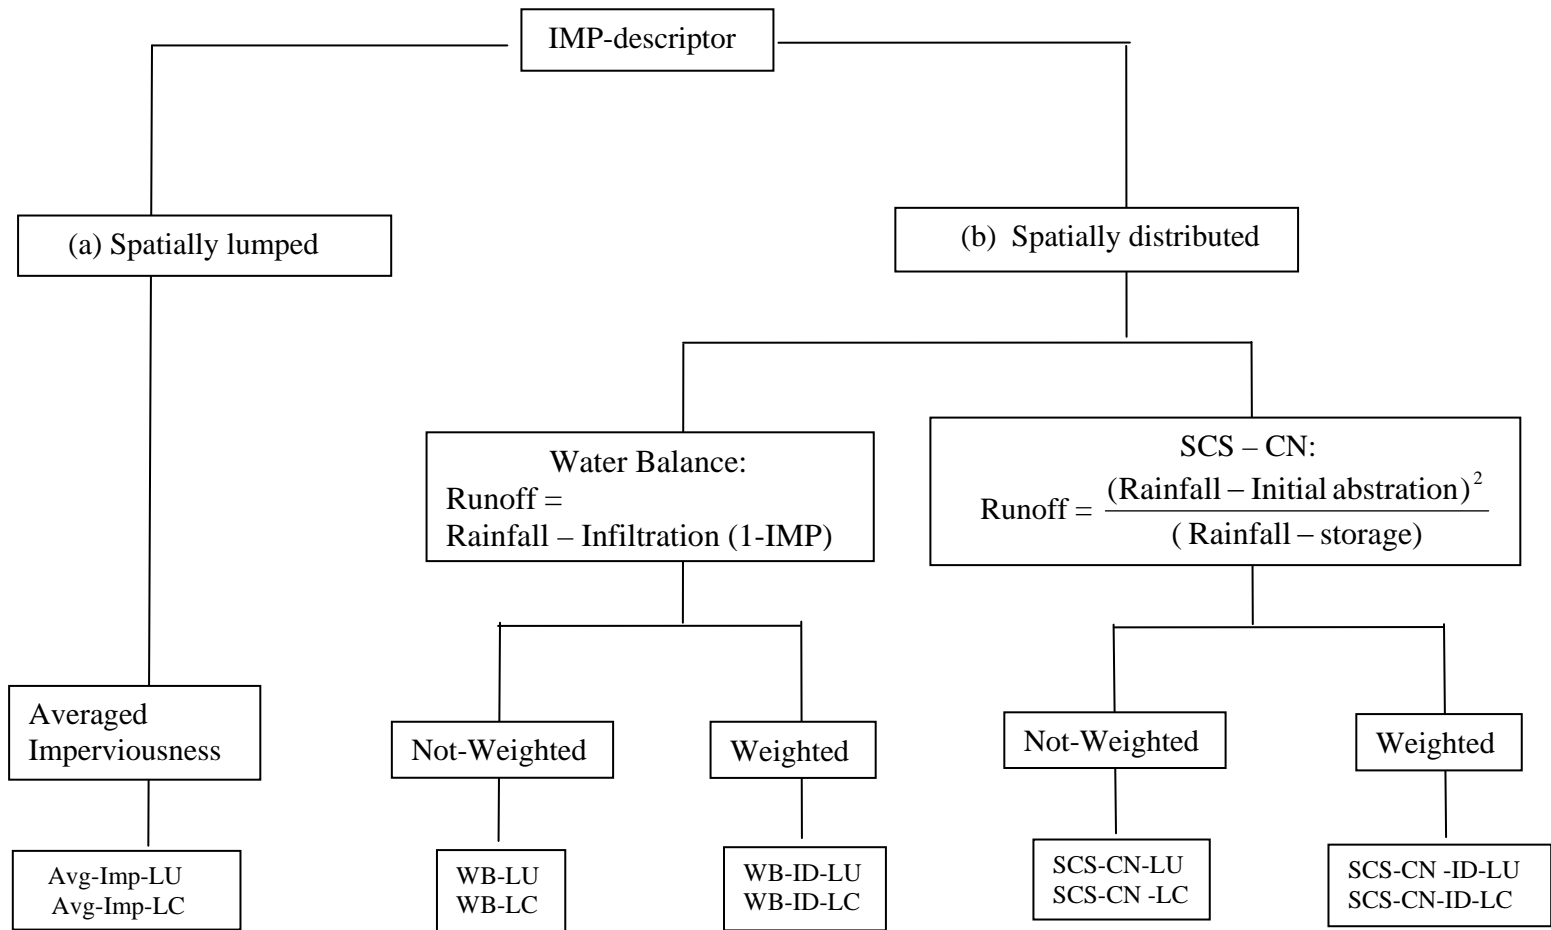 IMP-descriptor
(a) Spatially lumped
(b) Spatially distributed
Water Balance:
Runoff =
Rainfall – Infiltration (1-IMP)
SCS – CN:
Runoff = (Rainfall – Initial abstration)²
( Rainfall – storage)
Averaged
Imperviousness
Not-Weighted
Weighted
Not-Weighted
Weighted
Avg-Imp-LU
Avg-Imp-LC
WB-LU
WB-LC
WB-ID-LU
WB-ID-LC
SCS-CN-LU
SCS-CN -LC
SCS-CN -ID-LU
SCS-CN-ID-LC